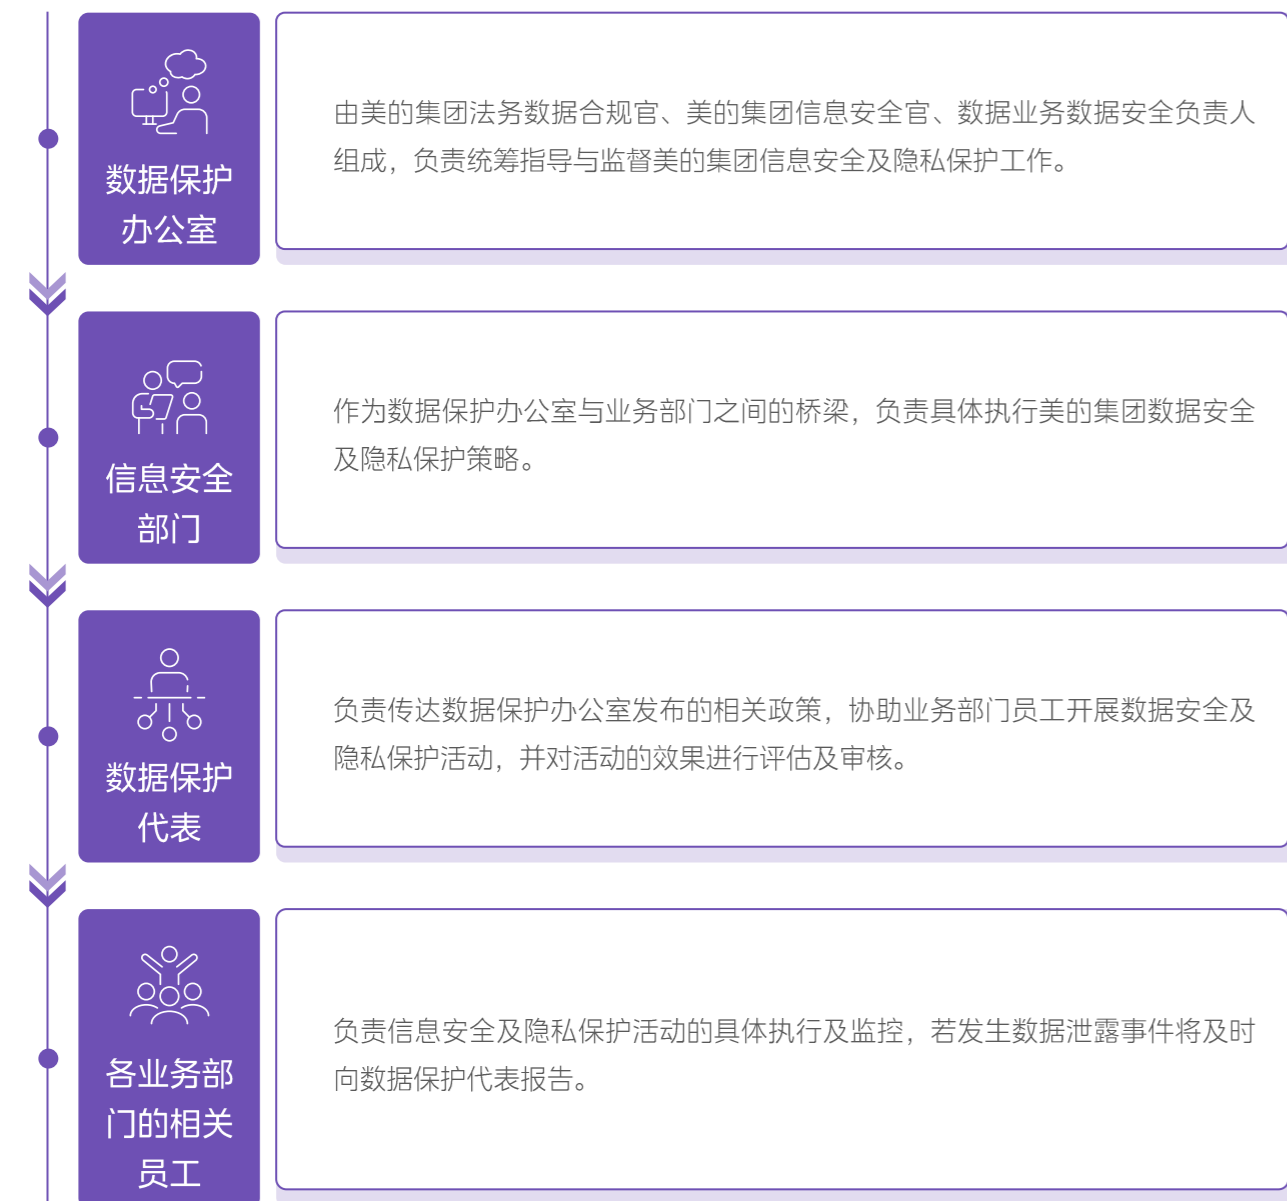 数据保护
办公室
由美的集团法务数据合规官、美的集团信息安全官、数据业务数据安全负责人
组成，负责统筹指导与监督美的集团信息安全及隐私保护工作。
信息安全
部门
作为数据保护办公室与业务部门之间的桥梁，负责具体执行美的集团数据安全
及隐私保护策略。
数据保护
代表
负责传达数据保护办公室发布的相关政策，协助业务部门员工开展数据安全及
隐私保护活动，并对活动的效果进行评估及审核。
各业务部
门的相关
员工
负责信息安全及隐私保护活动的具体执行及监控，若发生数据泄露事件将及时
向数据保护代表报告。